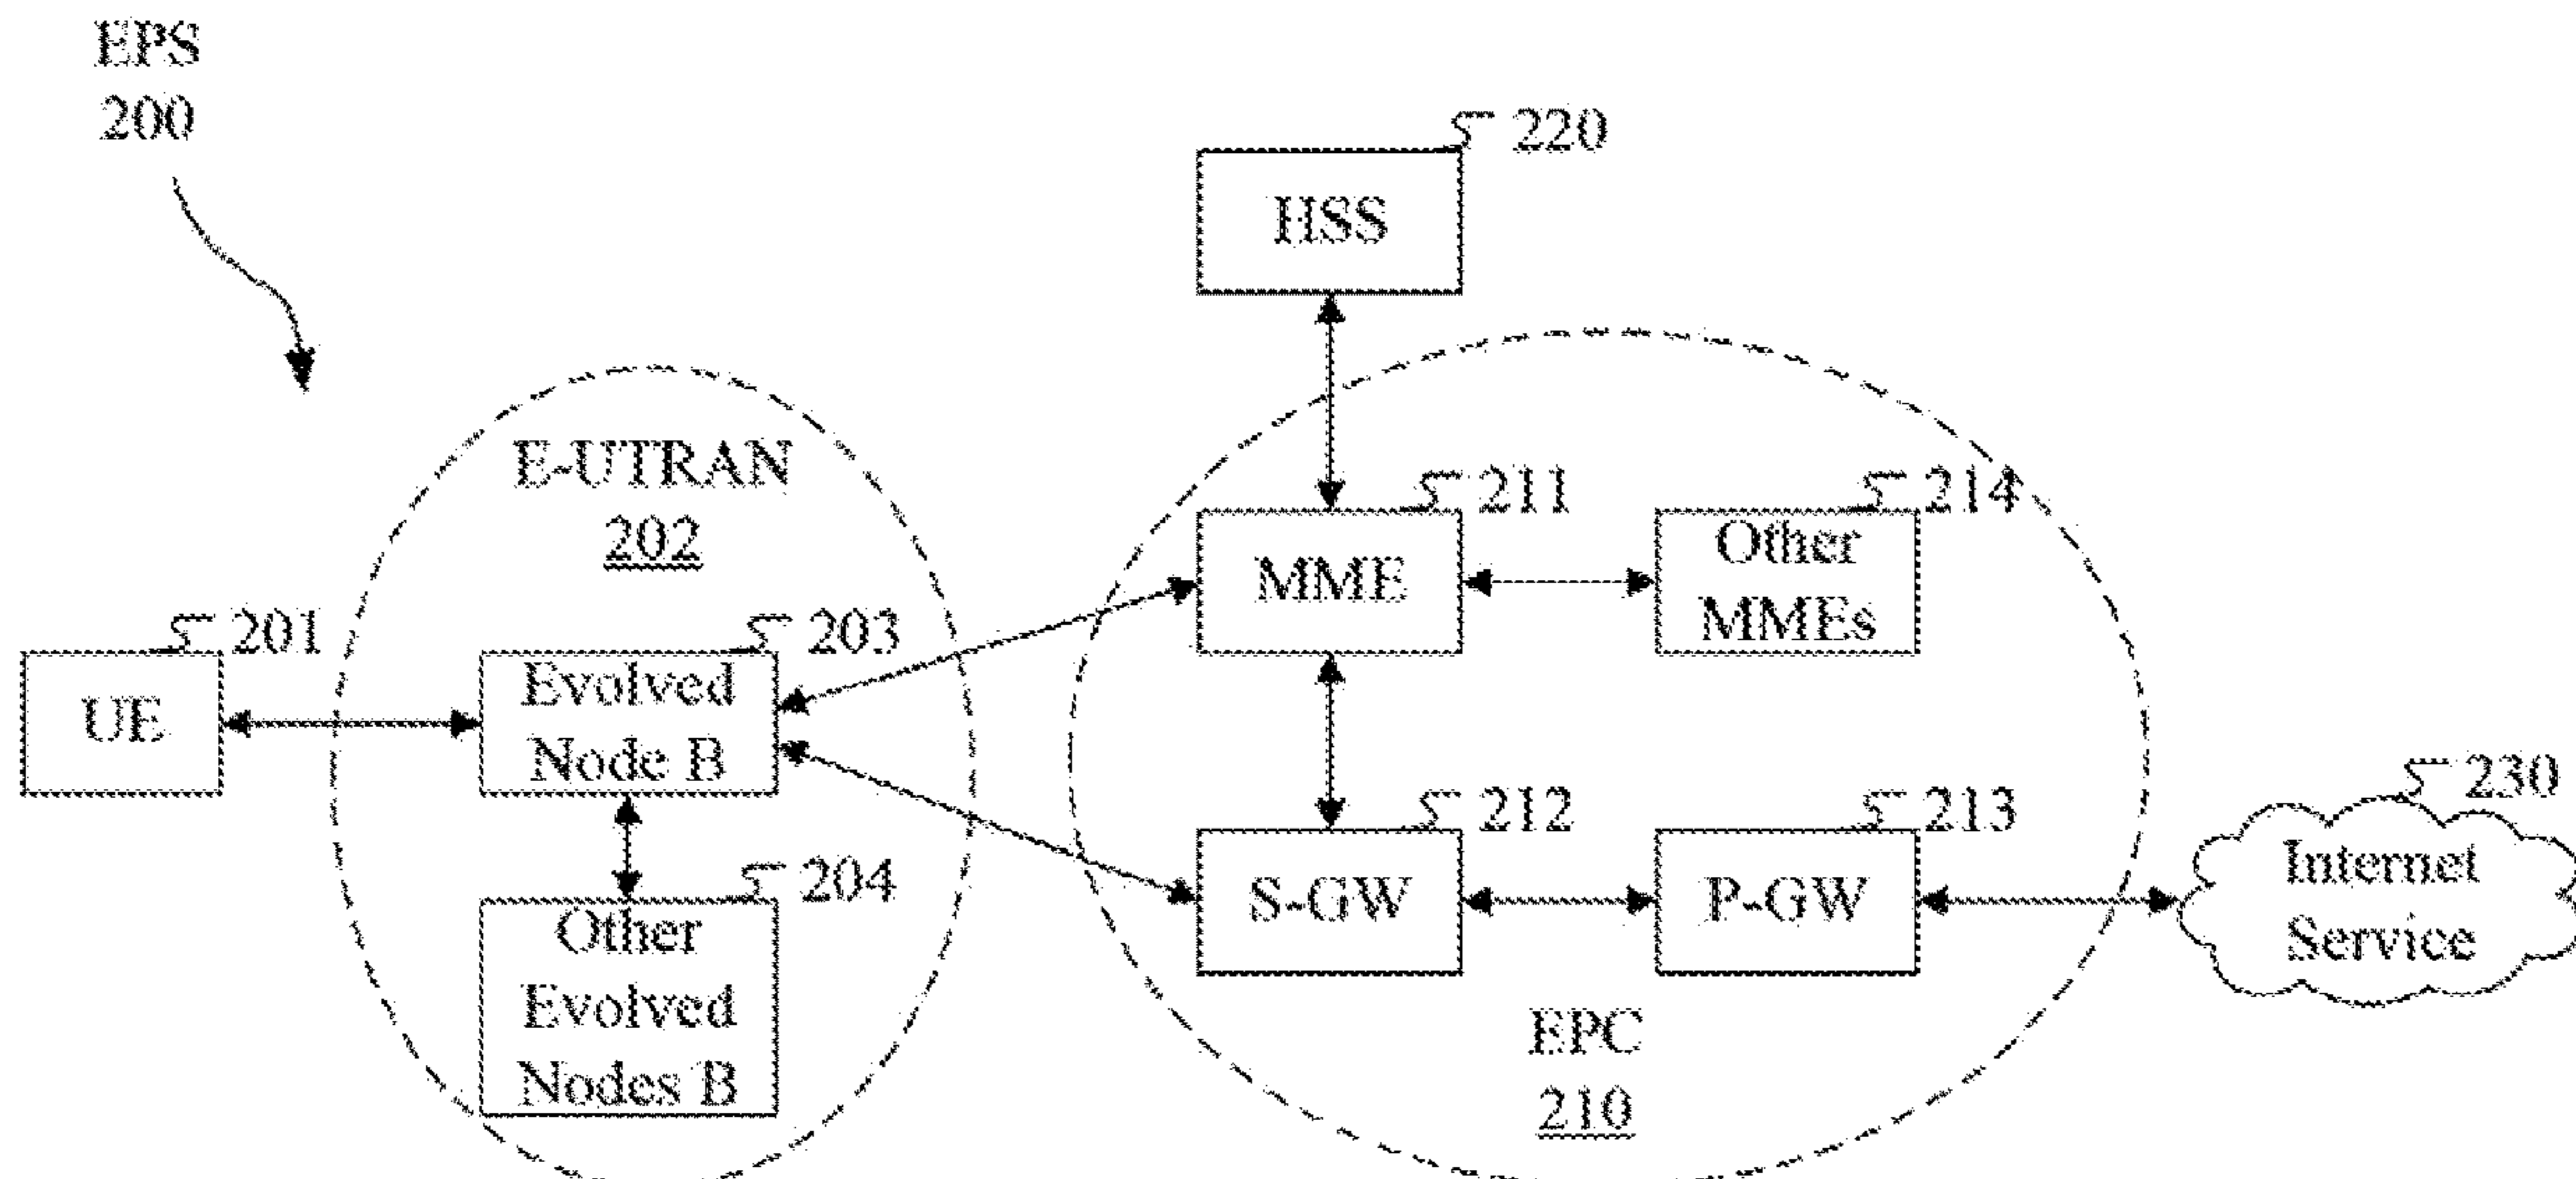 EPS
200
220
HSS
E-UTRAN
202
211
MME
214
Other
MMEs
201
UE
203
Evolved
Node B
204
Other
Evolved
Nodes B
212
S-GW
213
P-GW
230
Internet
Service
EPC
210